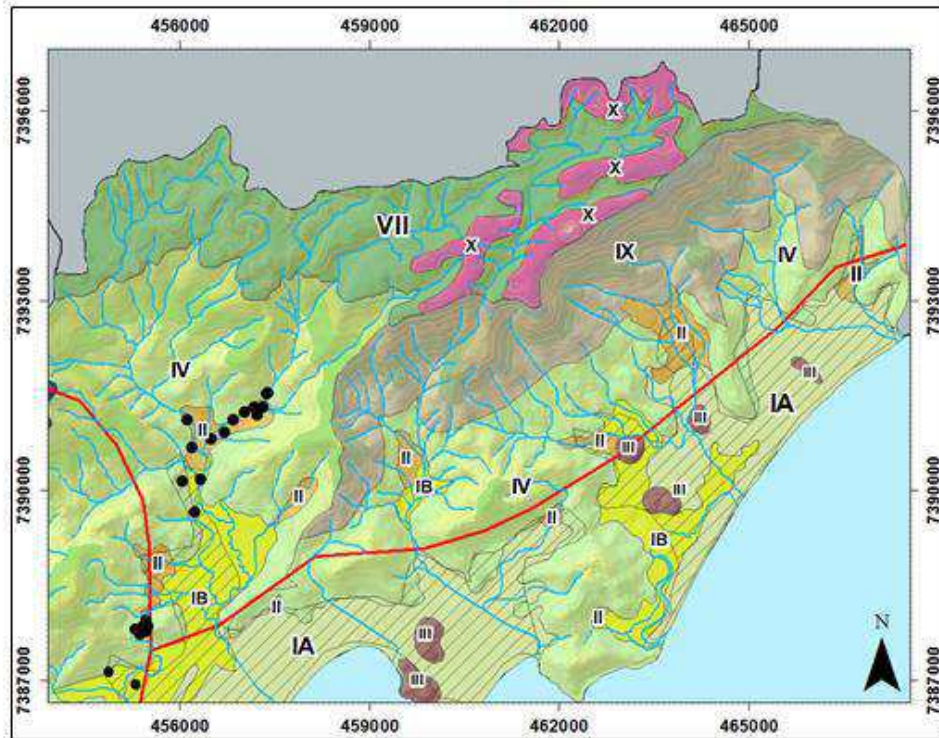 456000 459000 462000 465000
7396000 7396000
X
X
X
VII
X
IX
IV
II
7393000 7393000
II
IV
III
IA
II
III
II
III
II
IB
IV
II
III
7390000 7390000
II
IB
II
IB
II
II
IA
III
N
III
7387000 7387000
456000 459000 462000 465000